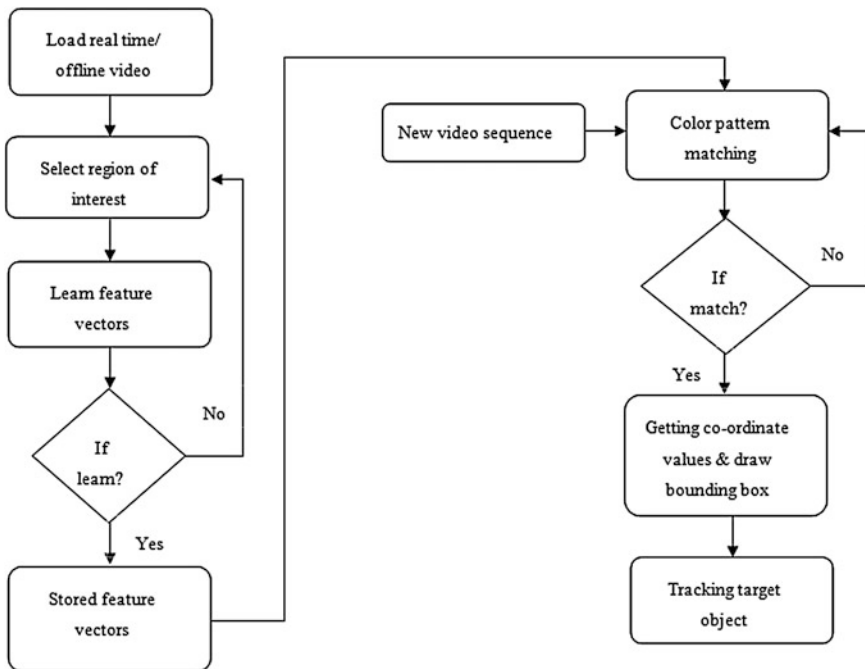 Load real time/
offline video
Select region of
interest
Learn feature
vectors
No
If
learn?
Yes
Stored feature
vectors
New video sequence
Color pattern
matching
No
If
match?
Yes
Getting co-ordinate
values & draw
bounding box
Tracking target
object